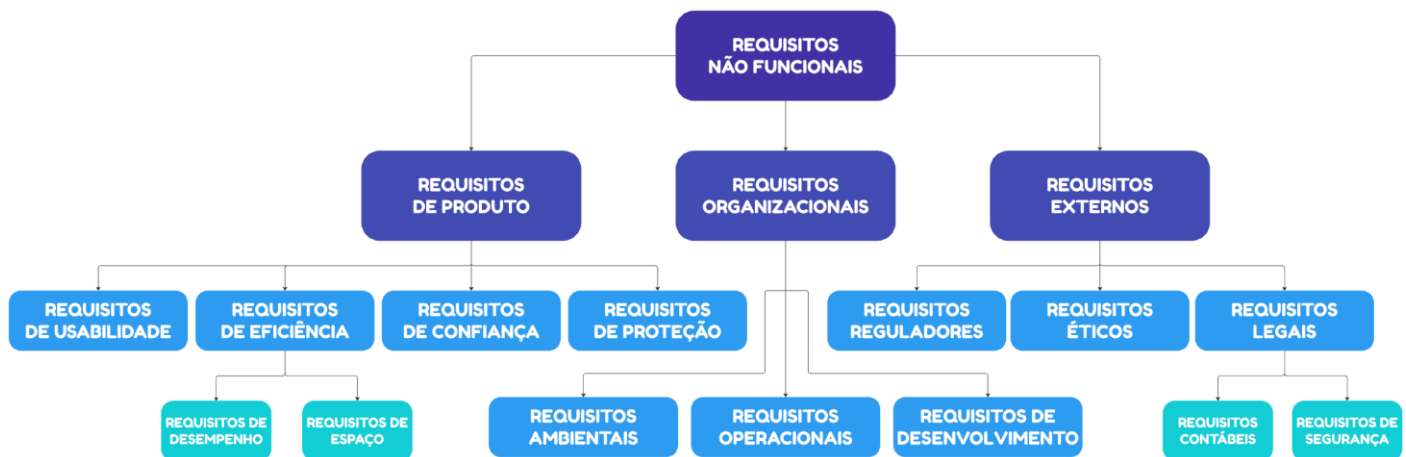 REQUISITOS
NÃO FUNCIONAIS
REQUISITOS
DE PRODUTO
REQUISITOS
ORGANIZACIONAIS
REQUISITOS
EXTERNOS
REQUISITOS
DE USABILIDADE
REQUISITOS
DE EFICIÊNCIA
REQUISITOS
DE CONFIANÇA
REQUISITOS
DE PROTEÇÃO
REQUISITOS
REGULADORES
REQUISITOS
ÉTICOS
REQUISITOS
LEGAIS
REQUISITOS DE
DESEMPENHO
REQUISITOS DE
ESPAÇO
REQUISITOS
AMBIENTAIS
REQUISITOS
OPERACIONAIS
REQUISITOS DE
DESENVOLVIMENTO
REQUISITOS
CONTÁBEIS
REQUISITOS DE
SEGURANÇA